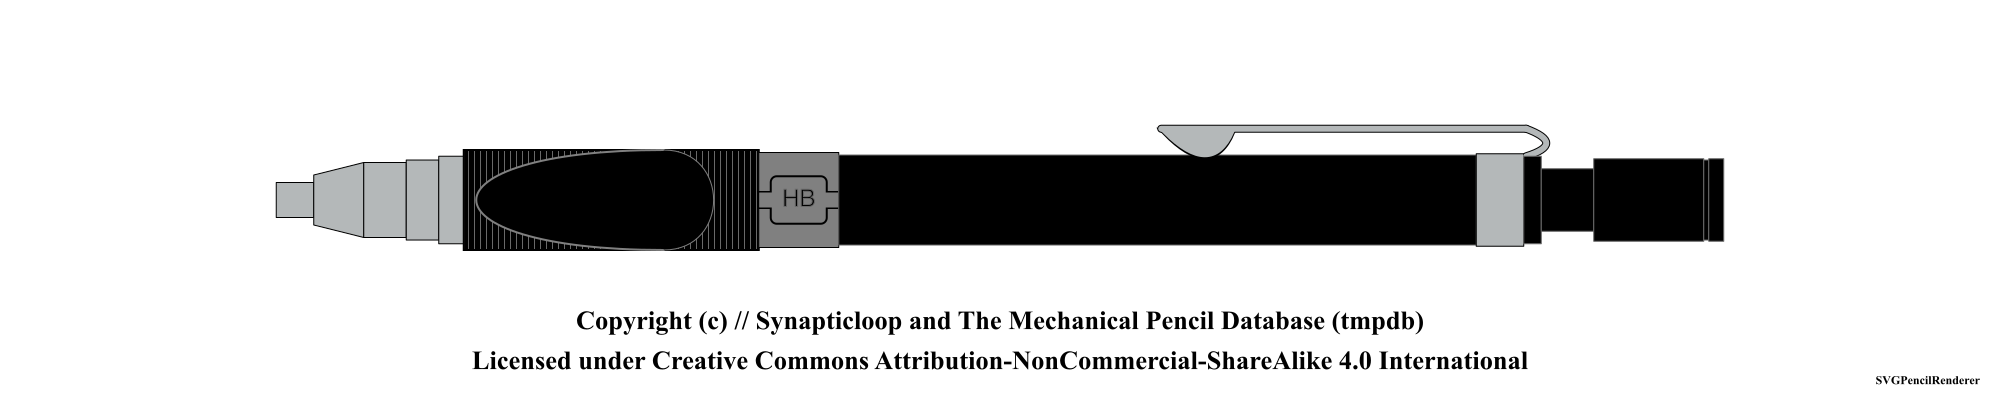 HB
Copyright (c) // Synapticloop and The Mechanical Pencil Database (tmpdb)
Licensed under Creative Commons Attribution-NonCommercial-ShareAlike 4.0 International
SVGPencilRenderer